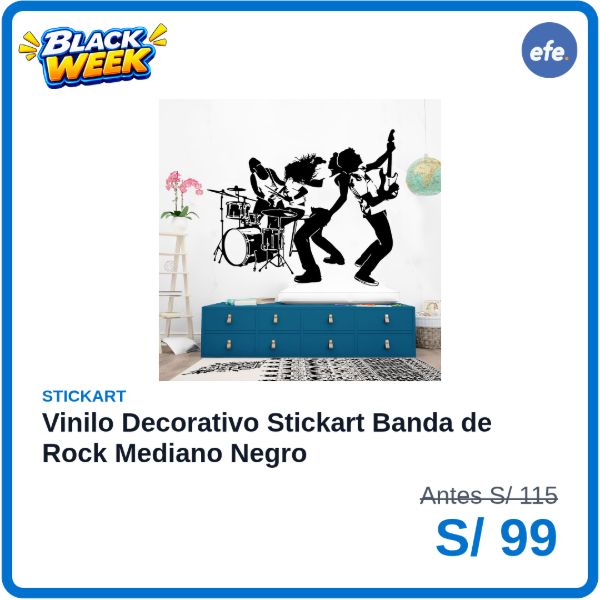 BLACK
WEEK
efe.
STICKART
Vinilo Decorativo Stickart Banda de
Rock Mediano Negro
Antes S/ 115
S/ 99